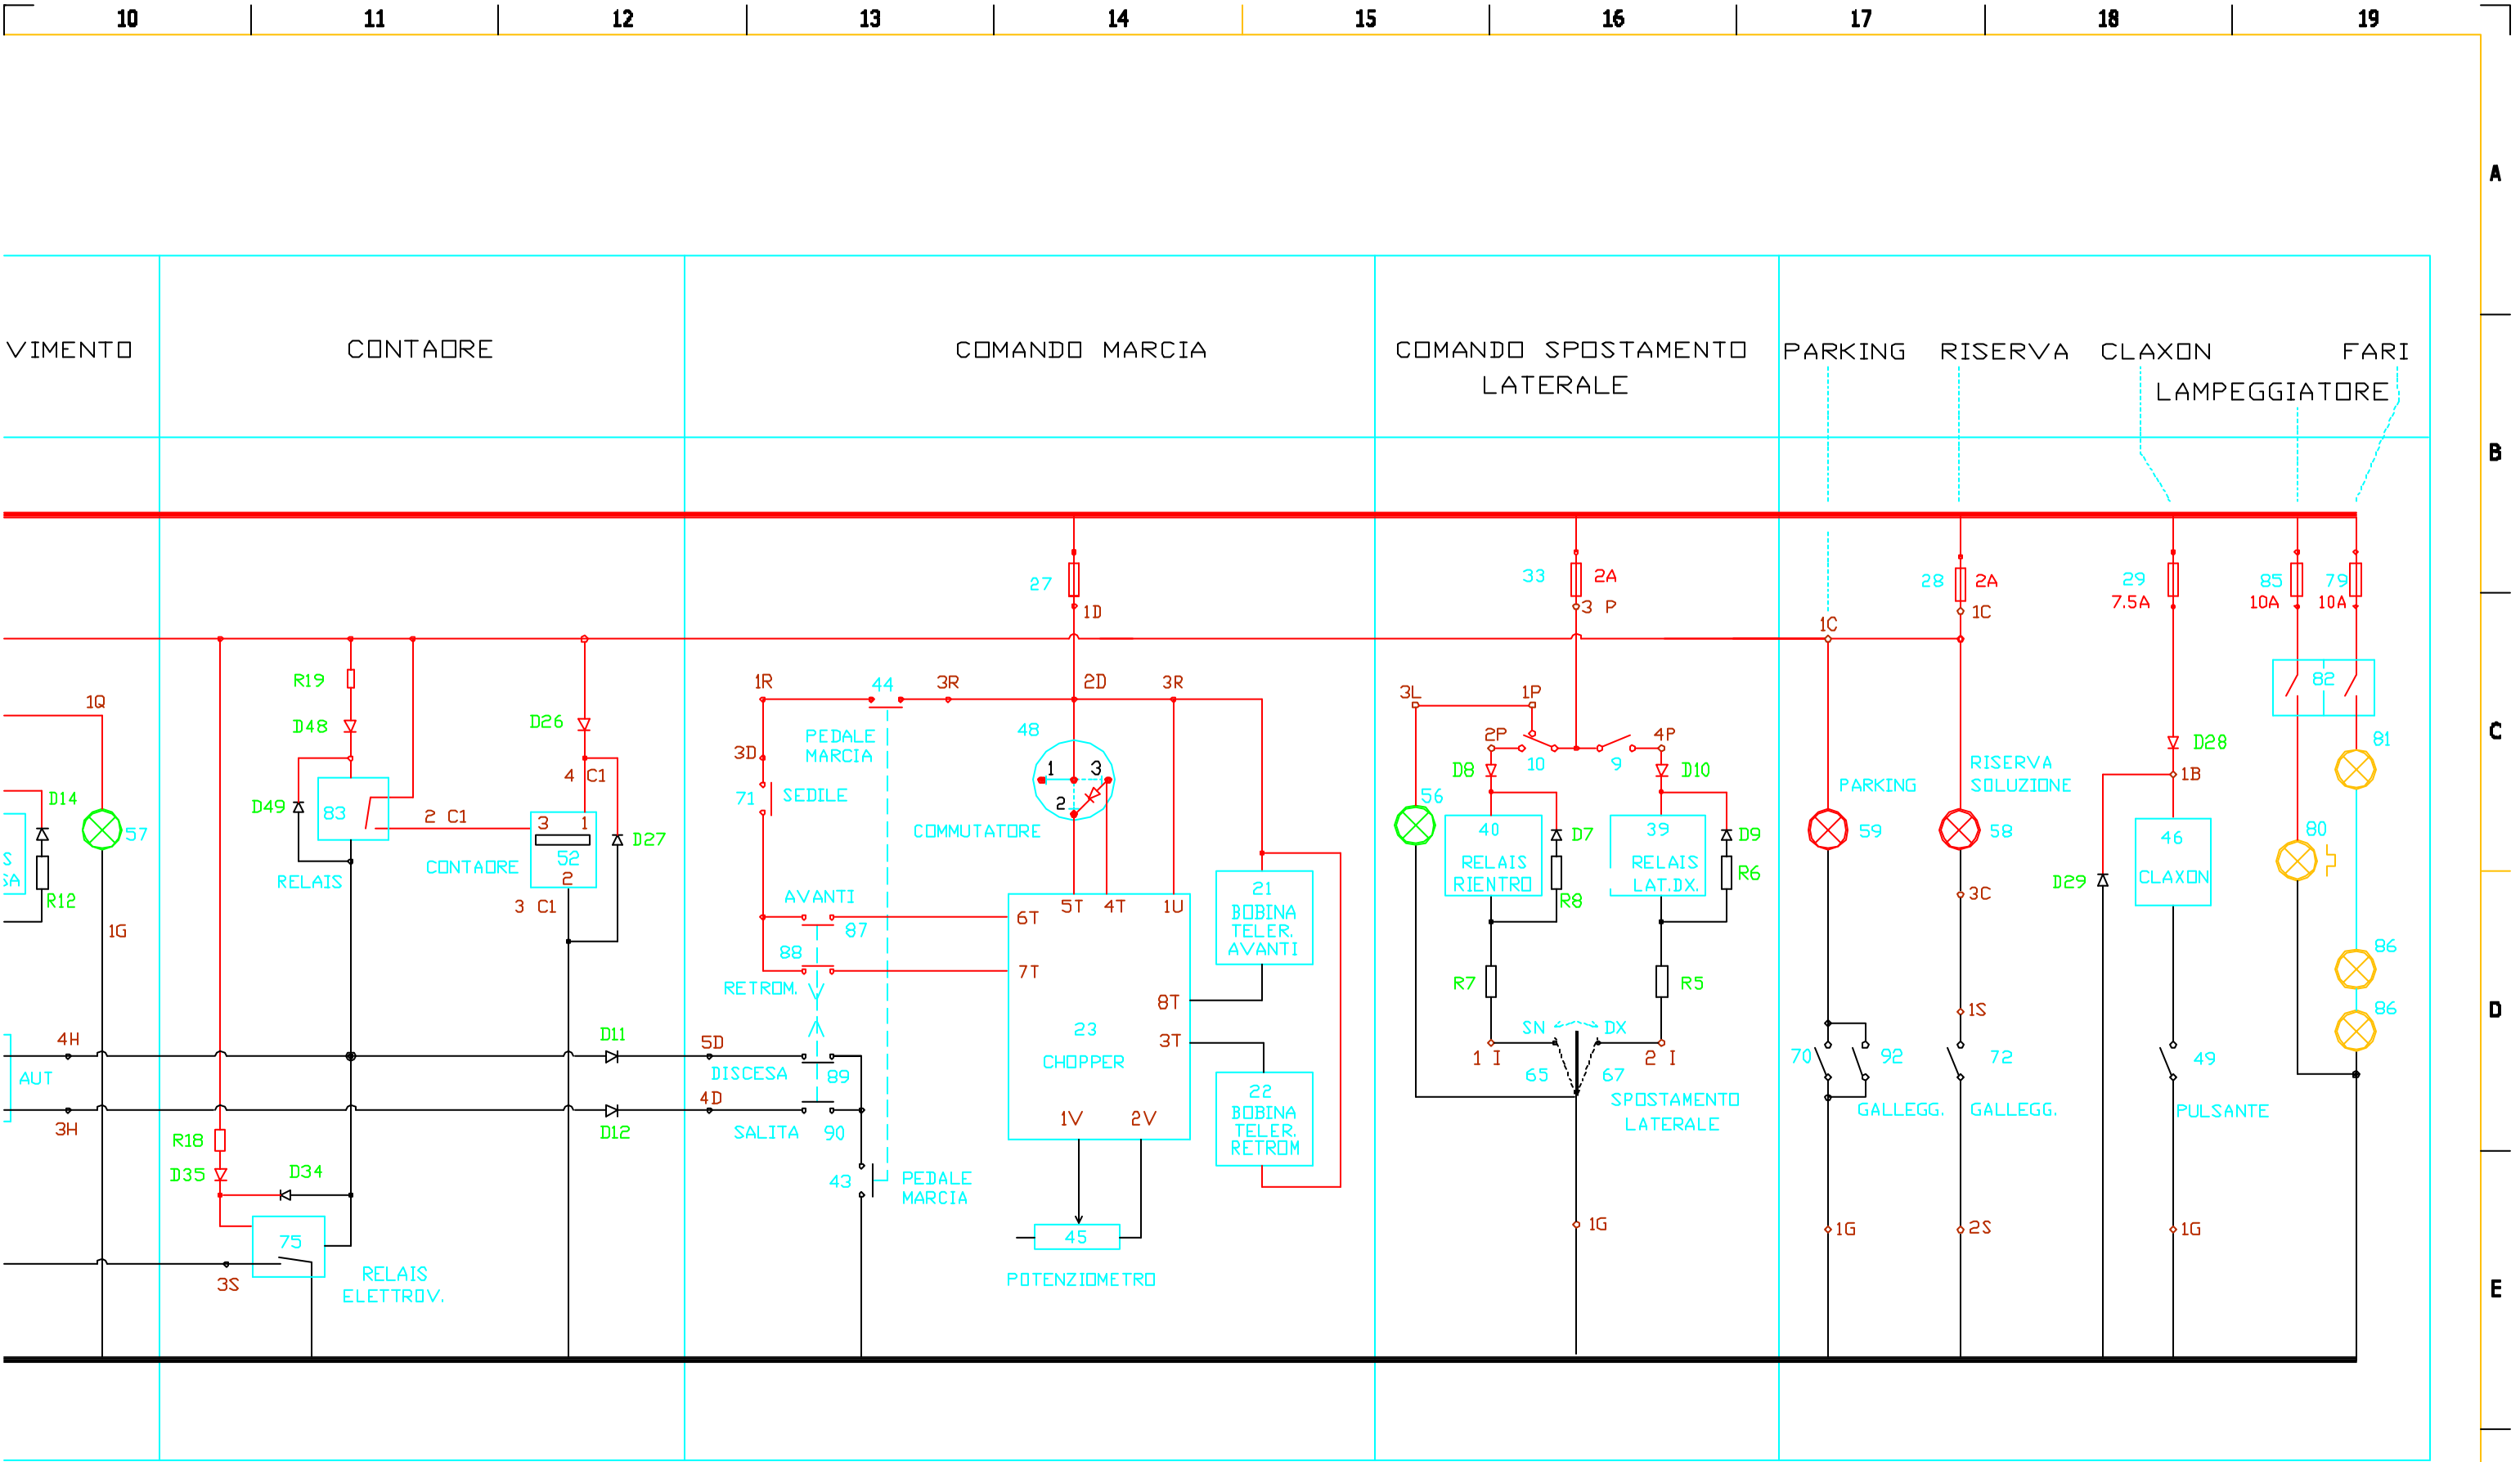 10 11 12 13 14 15 16 17 18 19
A
VIMENTO CONTAORE COMANDO MARCIA COMANDO SPOSTAMENTO PARKING RISERVA CLAXON FARI
LATERALE LAMPEGGIATORE
B
27 33 2A 28 2A 29 85 79
7.5A 10A 10A
1D 3 P 1C
1C
R19 1R 44 3R 2D 3R 3L 1P 82
1Q
D48 D26 48 2P 4P
PEDALE
MARCIA
C
81
D28
3D 1 3 10 9
RISERVA
D8 D10 SOLUZIONE
PARKING
4 C1 1B
D14 71 SEDILE 2 56
D49 83 2 C1 3 1 COMMUTATORE 40 D7 39 D9 59 58 80
57 D27 46
S 52
SA RELAIS CONTAORE 2 RELAIS RIENTRO RELAIS LAT.DX. CLAXON
R12 3 C1 AVANTI 21 R8 R6 D29 3C
6T 5T 4T 1U BOBINA
1G 87 TELER.
88 AVANTI 86
7T
RETROM. R7 R5
8T 1S 86
D
23 SN DX
4H D11 5D CHOPPER 3T 70 92 72 49
AUT DISCESA 89 1 I 2 I
65 67
4D 22
BOBINA
SPOSTAMENTO
LATERALE
GALLEGG. GALLEGG. PULSANTE
3H R18 D12 SALITA 90 1V 2V TELER.
RETROM
D35 D34 43 PEDALE
MARCIA
75 45 1G 1G 2S 1G
3S RELAIS
ELETTROV.
POTENZIOMETRO
E